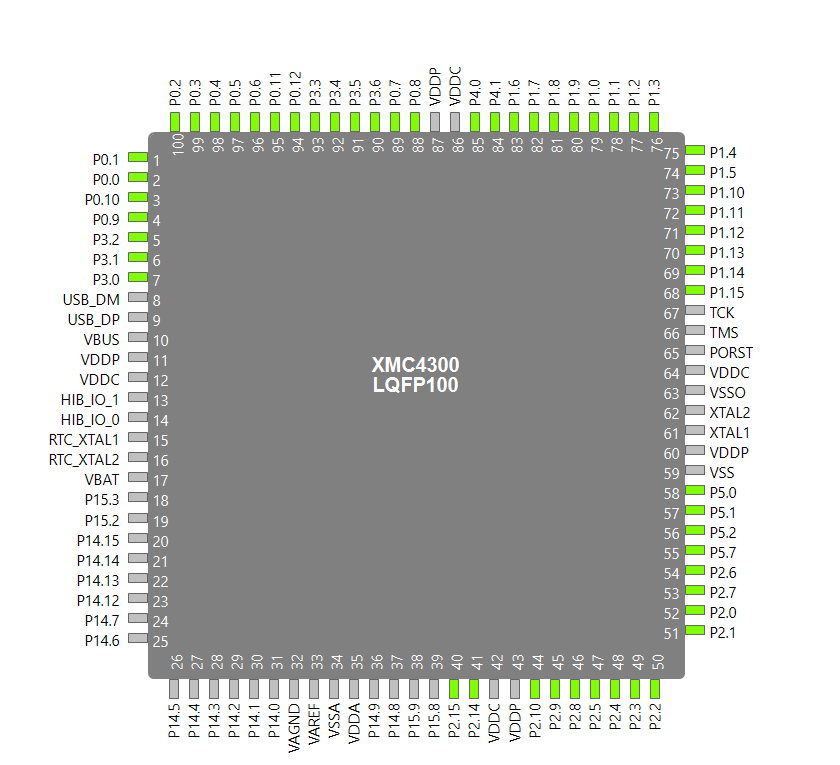 P0.2 P0.3 P0.4 P0.5 P0.6 P0.11 P0.12 P3.3 P3.4 P3.5 P3.6 P0.7 P0.8 VDDP VDDC P4.0 P4.1 P1.6 P1.7 P1.8 P1.9 P1.0 P1.1 P1.2 P1.3
100 99 98 97 96 95 94 93 92 91 90 89 88 87 86 85 84 83 82 81 80 79 78 77 76
P0.1 1
P0.0 2
P0.10 3
P0.9 4
P3.2 5
P3.1 6
P3.0 7
USB_DM 8
USB_DP 9
VBUS 10
VDDP 11
VDDC 12
HIB_IO_1 13
HIB_IO_0 14
RTC_XTAL1 15
RTC_XTAL2 16
VBAT 17
P15.3 18
P15.2 19
P14.15 20
P14.14 21
P14.13 22
P14.12 23
P14.7 24
P14.6 25
XMC4300
LQFP100
75 P1.4
74 P1.5
73 P1.10
72 P1.11
71 P1.12
70 P1.13
69 P1.14
68 P1.15
67 TCK
66 TMS
65 PORST
64 VDDC
63 VSSO
62 XTAL2
61 XTAL1
60 VDDP
59 VSS
58 P5.0
57 P5.1
56 P5.2
55 P5.7
54 P2.6
53 P2.7
52 P2.0
51 P2.1
26 27 28 29 30 31 32 33 34 35 36 37 38 39 40 41 42 43 44 45 46 47 48 49 50
P14.5 P14.4 P14.3 P14.2 P14.1 P14.0 VAGND VAREF VSSA VDDA P14.9 P14.8 P15.9 P15.8 P2.15 P2.14 VDDC VDDP P2.10 P2.9 P2.8 P2.5 P2.4 P2.3 P2.2